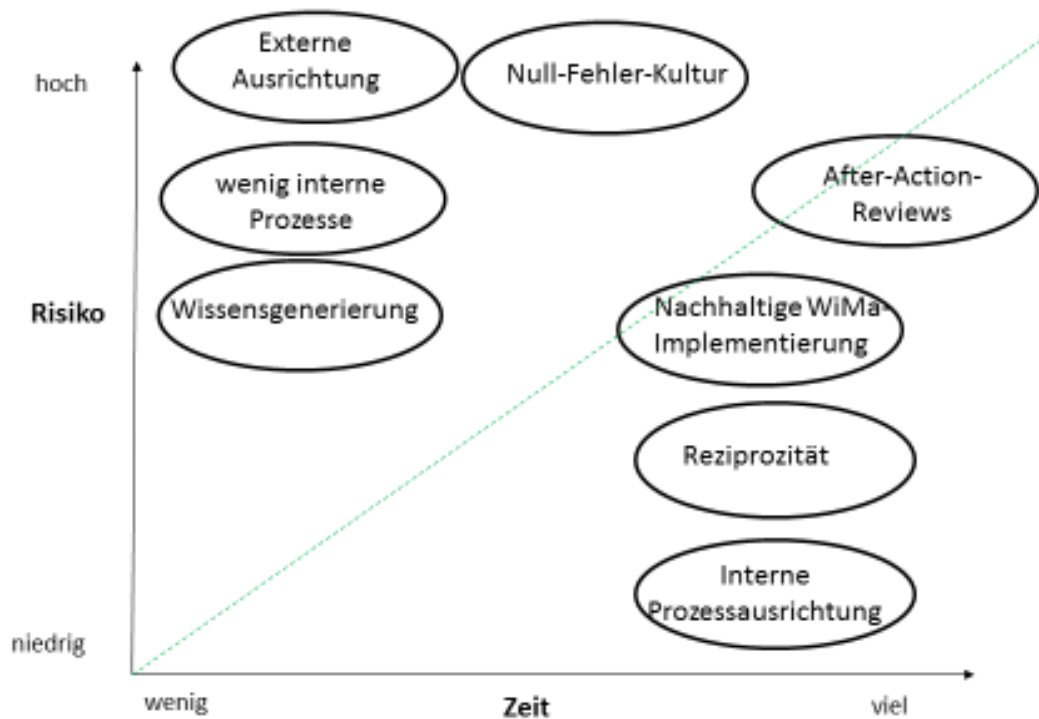 Externe
Ausrichtung
Null-Fehler-Kultur
hoch
wenig interne
Prozesse
After-Action-
Reviews
Wissensgenerierung
Risiko
Nachhaltige WiMa-
Implementierung
Reziprozität
Interne
Prozessausrichtung
niedrig
wenig
Zeit
viel